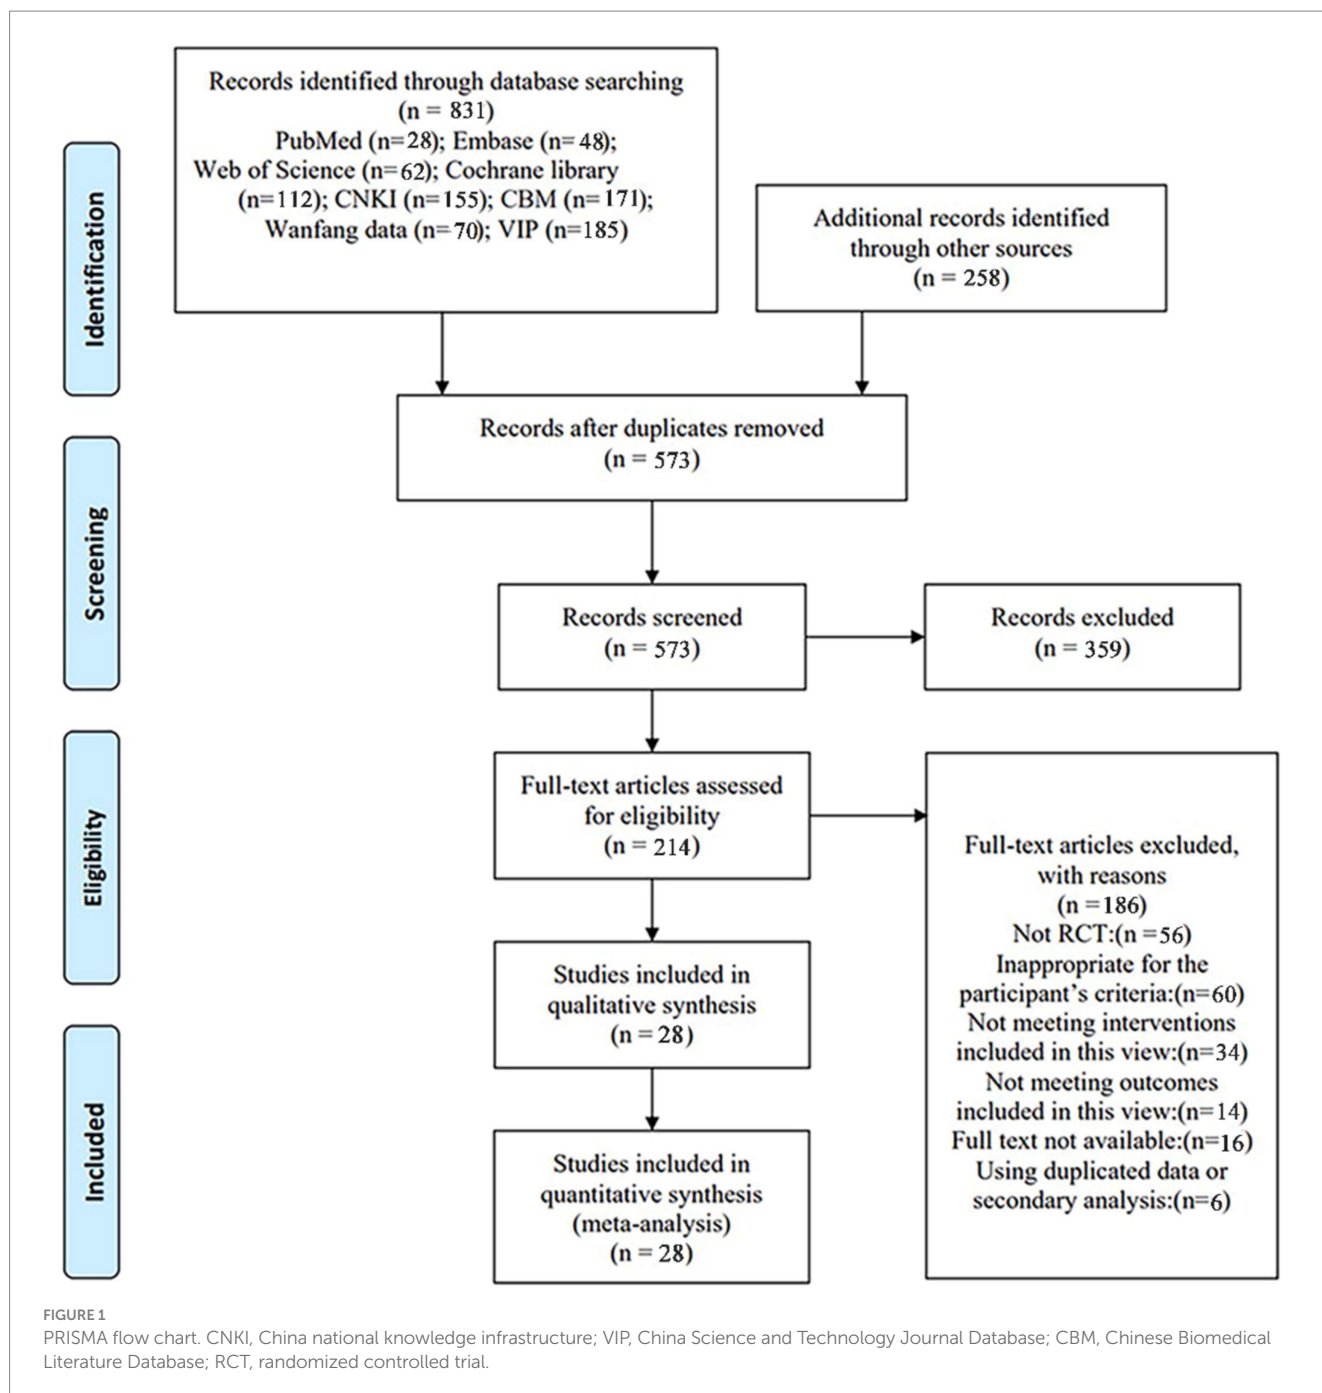 Records identified through database searching
(n = 831)
PubMed (n=28); Embase (n=48);
Web of Science (n=62); Cochrane library
(n=112); CNKI (n=155); CBM (n=171);
Wanfang data (n=70); VIP (n=185)
Additional records identified
through other sources
(n = 258)
Identification
Records after duplicates removed
(n = 573)
Screening
Records screened
(n = 573)
Records excluded
(n = 359)
Eligibility
Full-text articles assessed
for eligibility
(n = 214)
Full-text articles excluded,
with reasons
(n =186)
Not RCT:(n =56)
Inappropriate for the
participant's criteria:(n=60)
Not meeting interventions
included in this view:(n=34)
Not meeting outcomes
included in this view:(n=14)
Full text not available:(n=16)
Using duplicated data or
secondary analysis:(n=6)
Studies included in
qualitative synthesis
(n = 28)
Included
Studies included in
quantitative synthesis
(meta-analysis)
(n = 28)
FIGURE 1
PRISMA flow chart. CNKI, China national knowledge infrastructure; VIP, China Science and Technology Journal Database; CBM, Chinese Biomedical
Literature Database; RCT, randomized controlled trial.